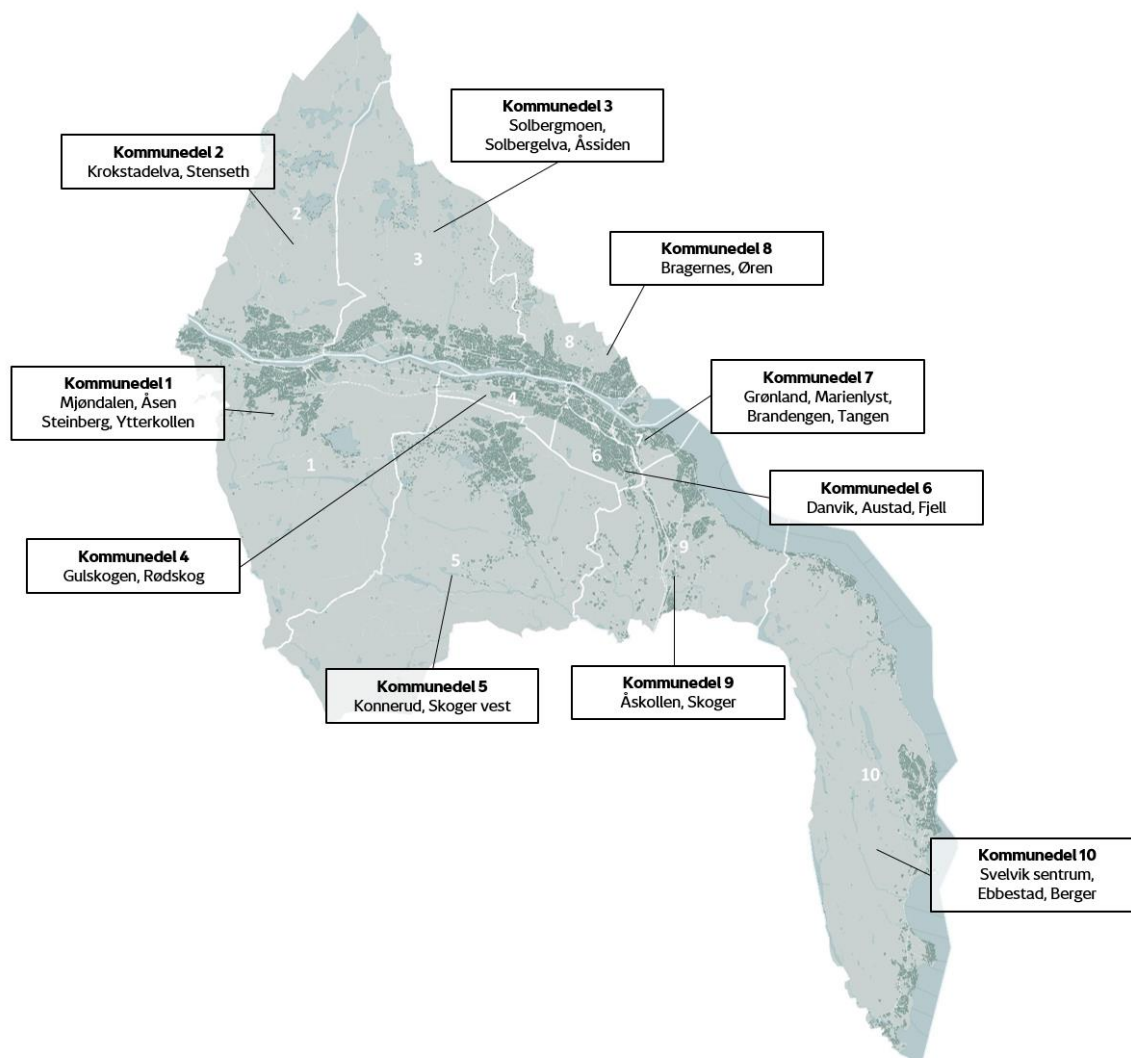 Kommunedel 3
Solbergmoen,
Solbergelva, Åssiden
Kommunedel 2
Krokstadelva, Stenseth
2
3
Kommunedel 8
Bragernes, Øren
8
Kommunedel 1
Mjøndalen, Åsen
Steinberg, Ytterkollen
Kommunedel 7
Grønland, Marienlyst,
Brandengen, Tangen
4
7
6
1
Kommunedel 6
Danvik, Austad, Fjell
Kommunedel 4
Gulskogen, Rødskog
9
5
Kommunedel 5
Konnerud, Skoger vest
Kommunedel 9
Åskollen, Skoger
10
Kommunedel 10
Svelvik sentrum,
Ebbestad, Berger